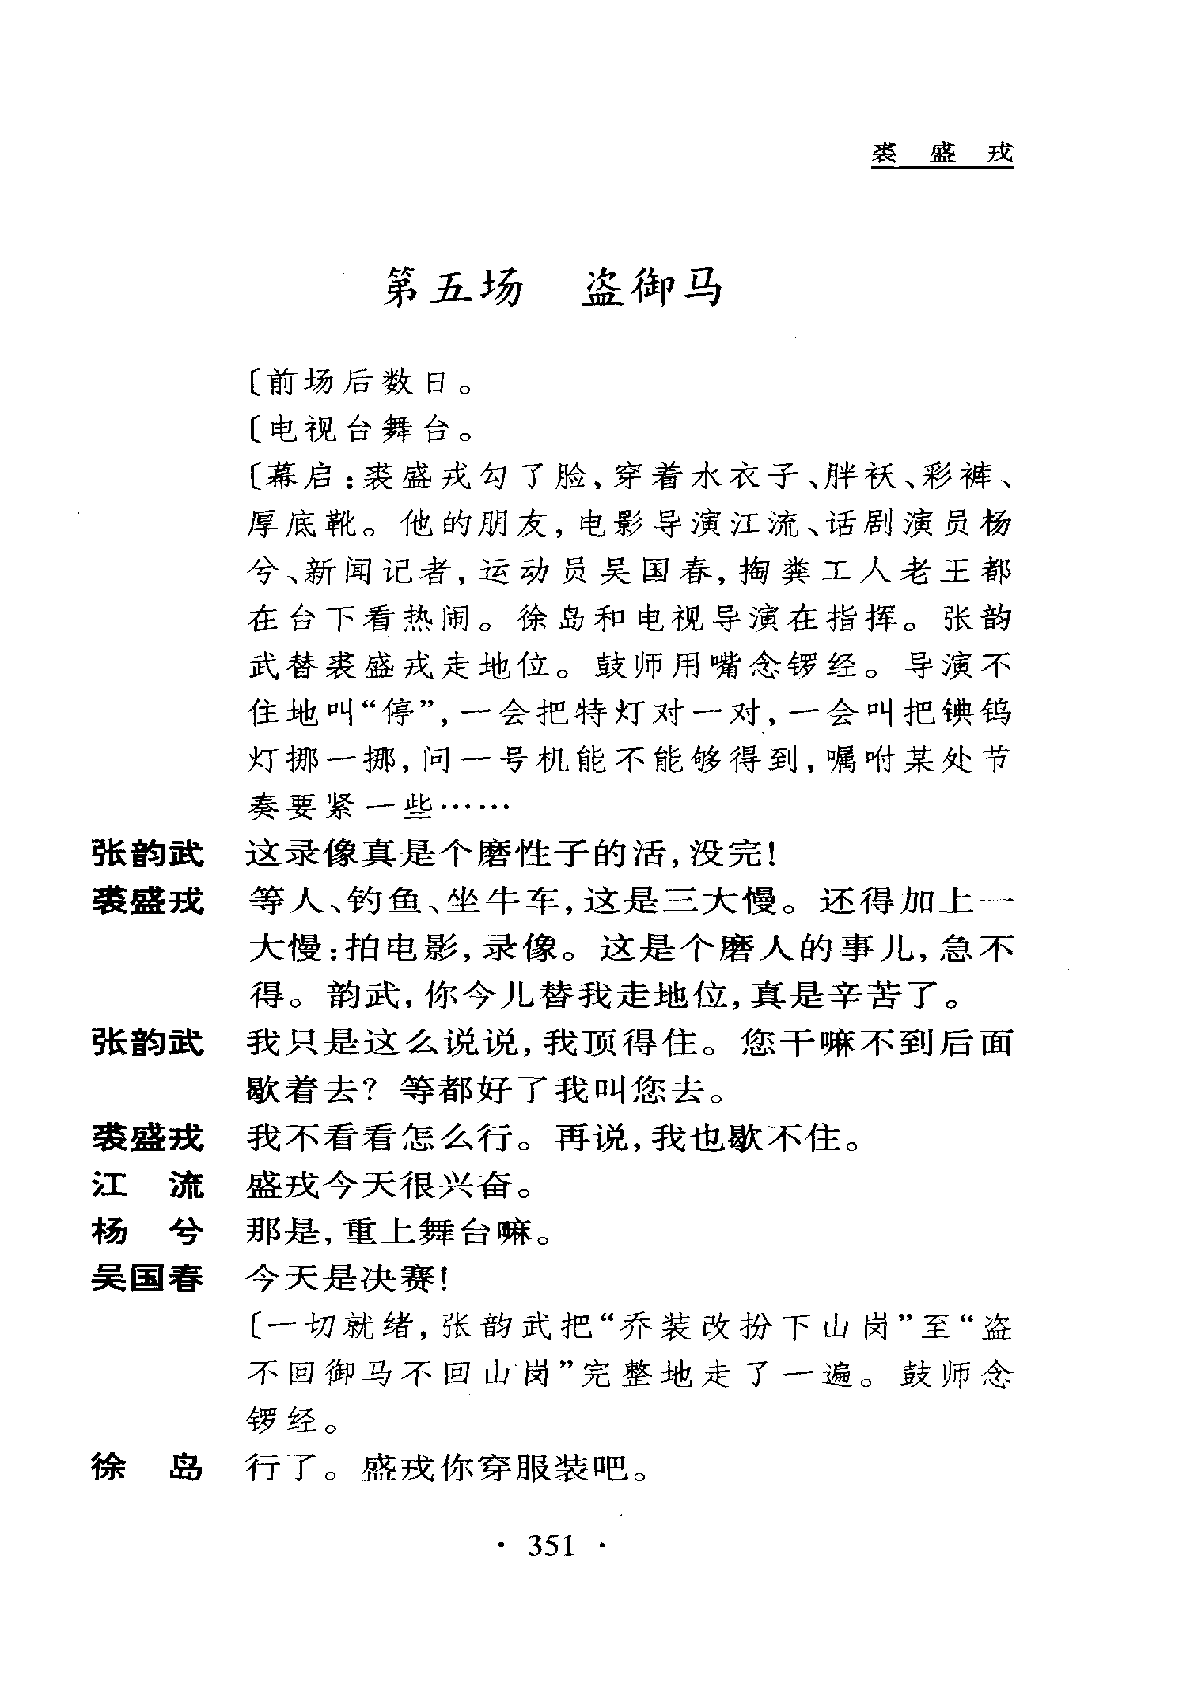 裘 盛 戎
第五场 盗御马
〔前场后数日。
〔电视台舞台。
〔幕启:裘盛戎勾了脸、穿着水衣子、胖袄、彩裤、
厚底靴。他的朋友,电影导演江流、话剧演员杨
兮、新闻记者,运动员吴国春,掏粪工人老王都
在台下看热闹。徐岛和电视导演在指挥。张韵
武替裘盛戎走地位。鼓师用嘴念锣经。导演不
住地叫“停”,一会把特灯对一对,一会叫把碘钨
灯挪一挪,问一号机能不能够得到,嘱咐某处节
奏要紧一些……
张韵武 这录像真是个磨性子的活,没完!
裘盛戎 等人、钓鱼、坐牛车,这是三大慢。还得加上一
大慢:拍电影,录像。这是个磨人的事儿,急不
得。韵武,你今儿替我走地位,真是辛苦了。
张韵武 我只是这么说说,我顶得住。您干嘛不到后面
歇着去? 等都好了我叫您去。
裘盛戎 我不看看怎么行。再说,我也歇不住。
江 流 盛戎今天很兴奋。
杨 兮 那是,重上舞台嘛。
吴国春 今天是决赛!
〔一切就绪,张韵武把“乔装改扮下山岗”至“盗
不回御马不回山岗”完整地走了一遍。鼓师念
锣经。
徐 岛 行了。盛戎你穿服装吧。
· 351 ·